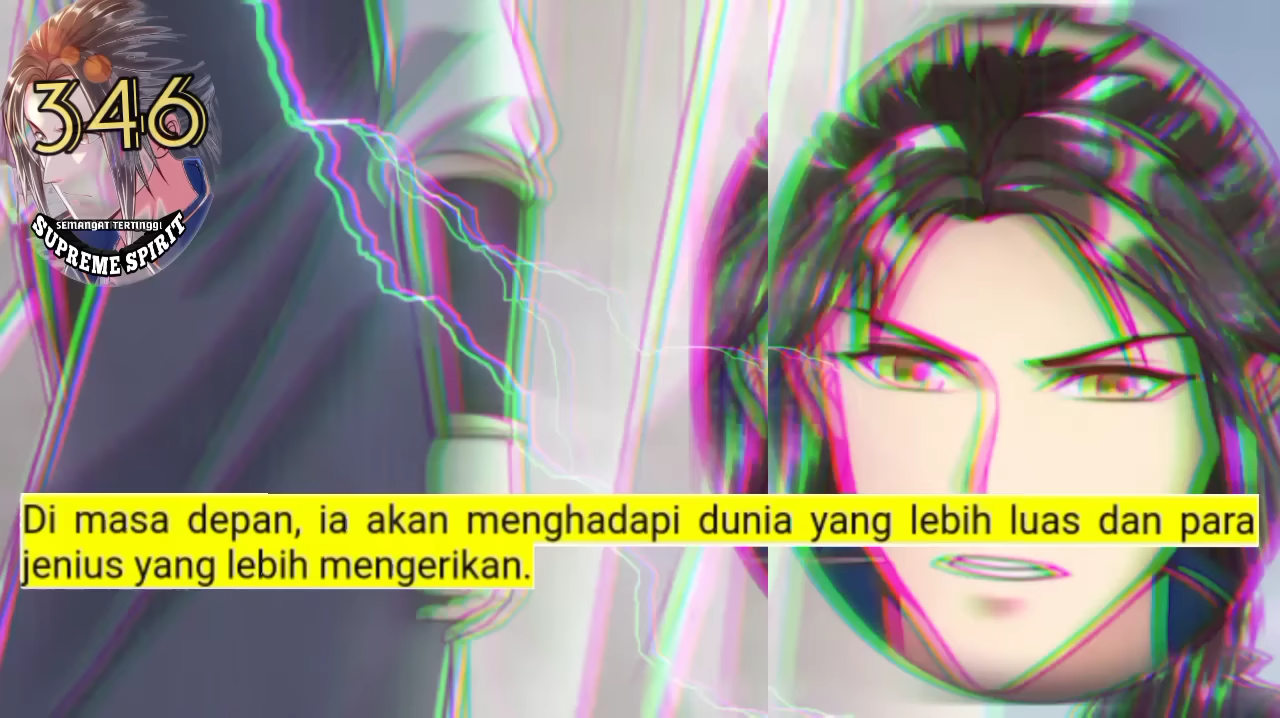 346
SEMANGAT TERTINGGI
SUPREME SPIRIT
Di masa depan, ia akan menghadapi dunia yang lebih luas dan para
jenius yang lebih mengerikan.